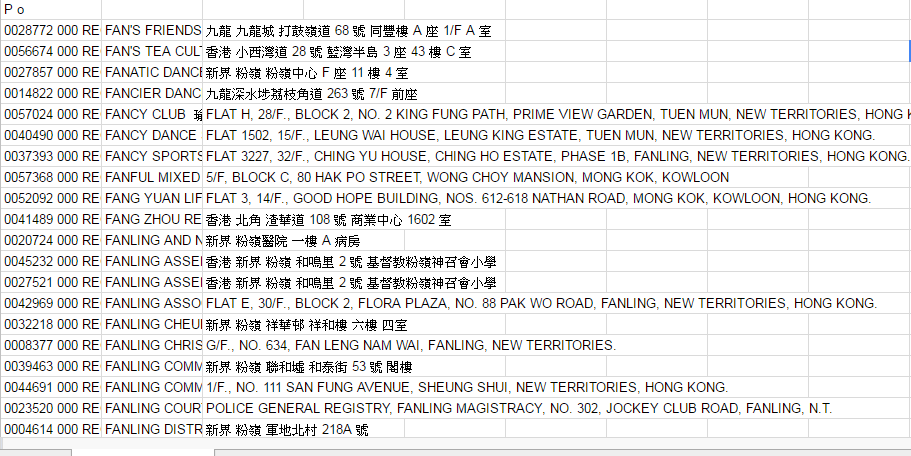 P o
0028772 000 RE FAN'S FRIENDS 九龍 九龍城 打鼓嶺道 68 號 同豐樓 A 座 1/F A 室
0056674 000 RE FAN'S TEA CUL 香港 小西灣道 28 號 藍灣半島 3 座 43 樓 C 室
0027857 000 RE FANATIC DANCE 新界 粉嶺 粉嶺中心 F 座 11 樓 4 室
0014822 000 RE FANCIER DANC 九龍深水埗荔枝角道 263 號 7/F 前座
0057024 000 RE FANCY CLUB FLAT H, 28/F., BLOCK 2, NO. 2 KING FUNG PATH, PRIME VIEW GARDEN, TUEN MUN, NEW TERRITORIES, HONG K
0040490 000 RE FANCY DANCE FLAT 1502, 15/F., LEUNG WAI HOUSE, LEUNG KING ESTATE, TUEN MUN, NEW TERRITORIES, HONG KONG.
0037393 000 RE FANCY SPORTS FLAT 3227, 32/F., CHING YU HOUSE, CHING HO ESTATE, PHASE 1B, FANLING, NEW TERRITORIES, HONG KONG.
0057368 000 RE FANFUL MIXED 5/F, BLOCK C, 80 HAK PO STREET, WONG CHOY MANSION, MONG KOK, KOWLOON
0052092 000 RE FANG YUAN LIF FLAT 3, 14/F., GOOD HOPE BUILDING, NOS. 612-618 NATHAN ROAD, MONG KOK, KOWLOON, HONG KONG.
0041489 000 RE FANG ZHOU RE 香港 北角 渣華道 108 號 商業中心 1602 室
0020724 000 RE FANLING AND N 新界 粉嶺醫院 一樓 A 病房
0045232 000 RE FANLING ASSE 香港 新界 粉嶺 和鳴里 2 號 基督教粉嶺神召會小學
0027521 000 RE FANLING ASSE 香港 新界 粉嶺 和鳴里 2 號 基督教粉嶺神召會小學
0042969 000 RE FANLING ASSO FLAT E, 30/F., BLOCK 2, FLORA PLAZA, NO. 88 PAK WO ROAD, FANLING, NEW TERRITORIES, HONG KONG.
0032218 000 RE FANLING CHEU 新界 粉嶺 祥華邨 祥和樓 六樓 四室
0008377 000 RE FANLING CHRIS G/F., NO. 634, FAN LENG NAM WAI, FANLING, NEW TERRITORIES.
0039463 000 RE FANLING COMM 新界 粉嶺 聯和墟 和泰街 53 號 閣樓
0044691 000 RE FANLING COMM 1/F., NO. 111 SAN FUNG AVENUE, SHEUNG SHUI, NEW TERRITORIES, HONG KONG.
0023520 000 RE FANLING COUR POLICE GENERAL REGISTRY, FANLING MAGISTRACY, NO. 302, JOCKEY CLUB ROAD, FANLING, N.T.
0004614 000 RE FANLING DISTR 新界 粉嶺 軍地北村 218A 號